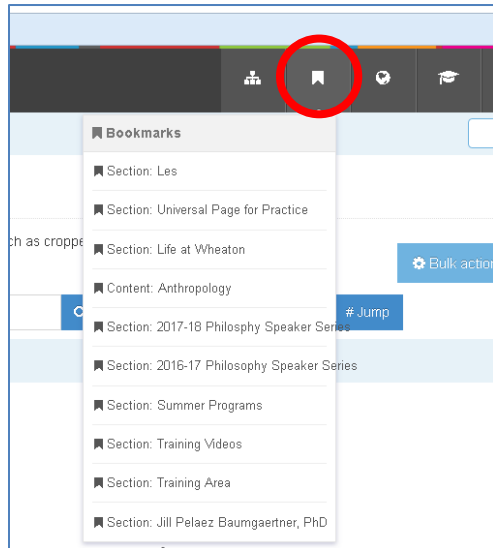 Bookmarks
Section: Les
Section: Universal Page for Practice
Section: Life at Wheaton
ch as croppe
Content: Anthropology
Bulk action
# Jump
Section: 2017-18 Philosphy Speaker Series
Section: 2016-17 Philosophy Speaker Series
Section: Summer Programs
Section: Training Videos
Section: Training Area
Section: Jill Pelaez Baumgaertner, PhD